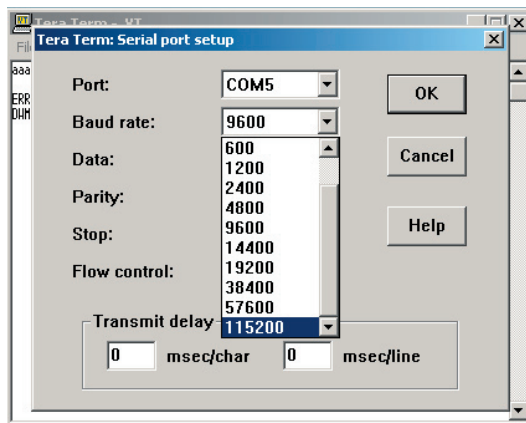 Tera Term - VT
Tera Term: Serial port setup
Fil
aaa
ERR
DWM
Port:
COM5
OK
Baud rate:
9600
Data:
600
1200
2400
4800
9600
14400
19200
38400
57600
115200
Cancel
Parity:
Stop:
Help
Flow control:
Transmit delay
0
msec/char
0
msec/line